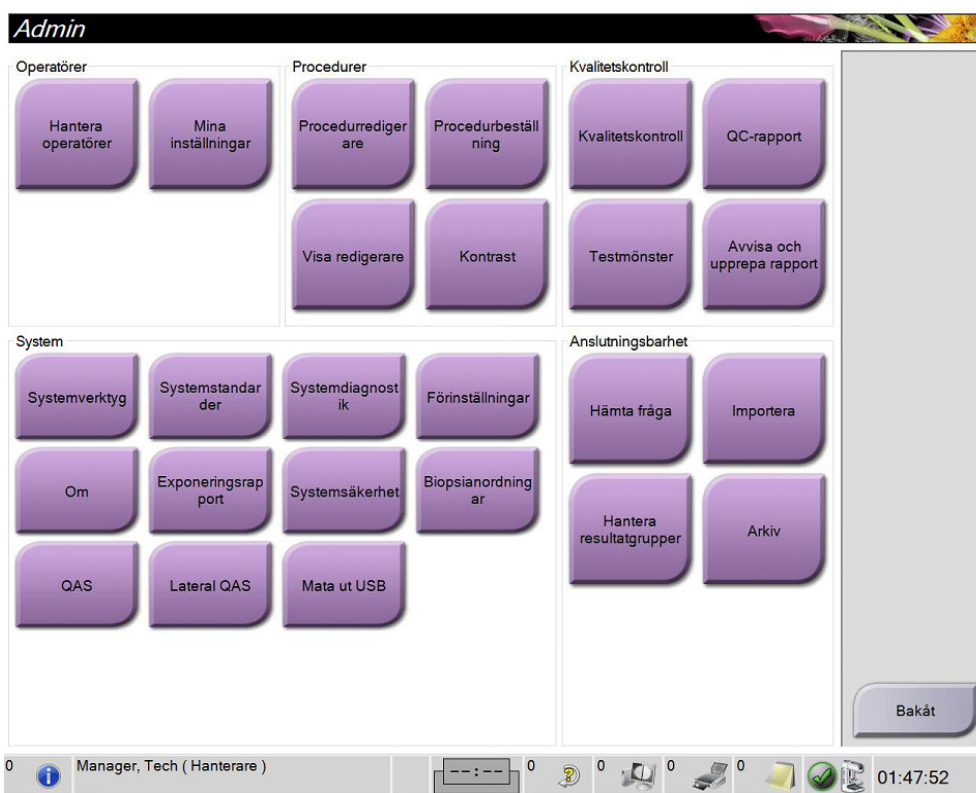 Admin
Operatörer
Hantera
operatörer
Mina
inställningar
Procedurer
Procedurrediger
are
Procedurbeställ
ning
Visa redigerare
Kontrast
Kvalitetskontroll
Kvalitetskontroll
QC-rapport
Testmönster
Avvisa och
upprepa rapport
System
Systemverktyg
Systemstandar
der
Systemdiagnost
ik
Förinställningar
Om
Exponeringsrap
port
Systemsäkerhet
Biopsianordning
ar
QAS
Lateral QAS
Mata ut USB
Anslutningsbarhet
Hämta fråga
Importera
Hantera
resultatgrupper
Arkiv
Bakåt
0
Manager, Tech ( Hanterare )
--:--
0
0
0
0
01:47:52